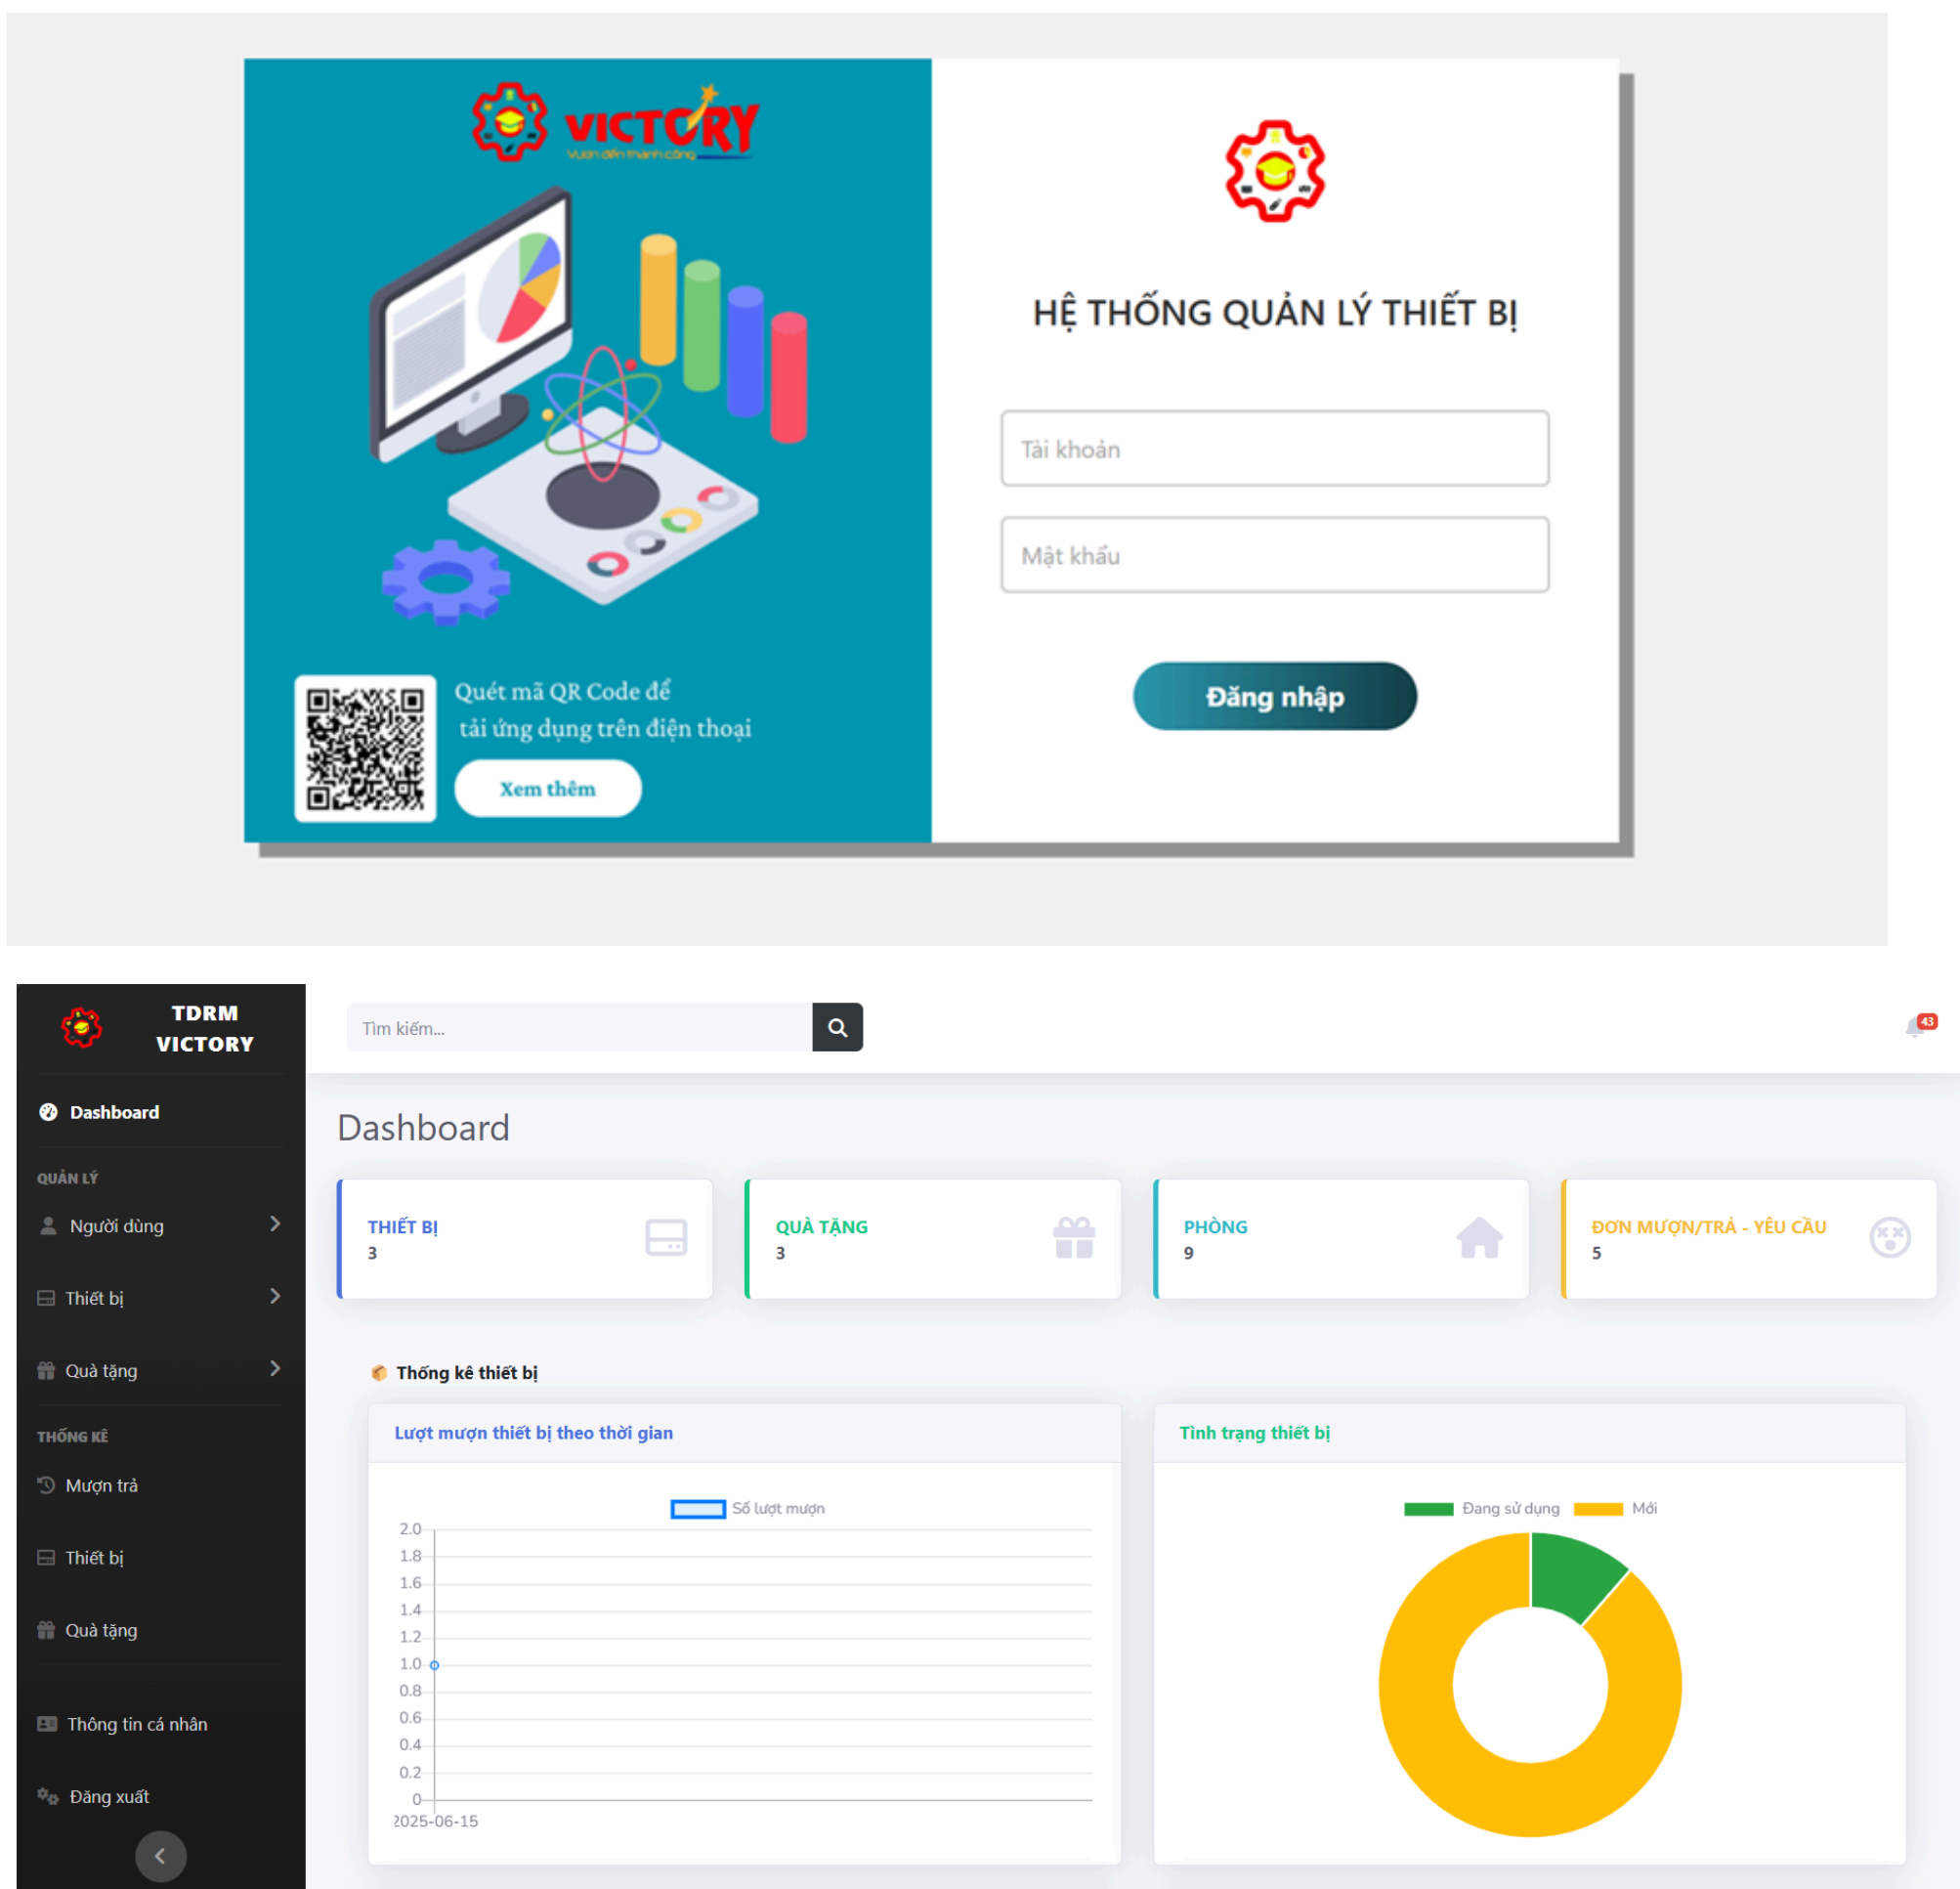 VICTORY
Vươn đến thành công
Quét mã QR Code để
tải ứng dụng trên điện thoại
Xem thêm
HỆ THỐNG QUẢN LÝ THIẾT BỊ
Tài khoản
Mật khẩu
Đăng nhập
TDRM
VICTORY
Dashboard
QUẢN LÝ
Người dùng
Thiết bị
Quà tặng
THỐNG KÊ
Mượn trả
Thiết bị
Quà tặng
Thông tin cá nhân
Đăng xuất
Tìm kiếm...
43
Dashboard
THIẾT BỊ
3
QUÀ TẶNG
3
PHÒNG
9
ĐƠN MƯỢN/TRẢ - YÊU CẦU
5
Thống kê thiết bị
Lượt mượn thiết bị theo thời gian
Số lượt mượn
2.0
1.8
1.6
1.4
1.2
1.0
0.8
0.6
0.4
0.2
0
2025-06-15
Tình trạng thiết bị
Đang sử dụng Mới